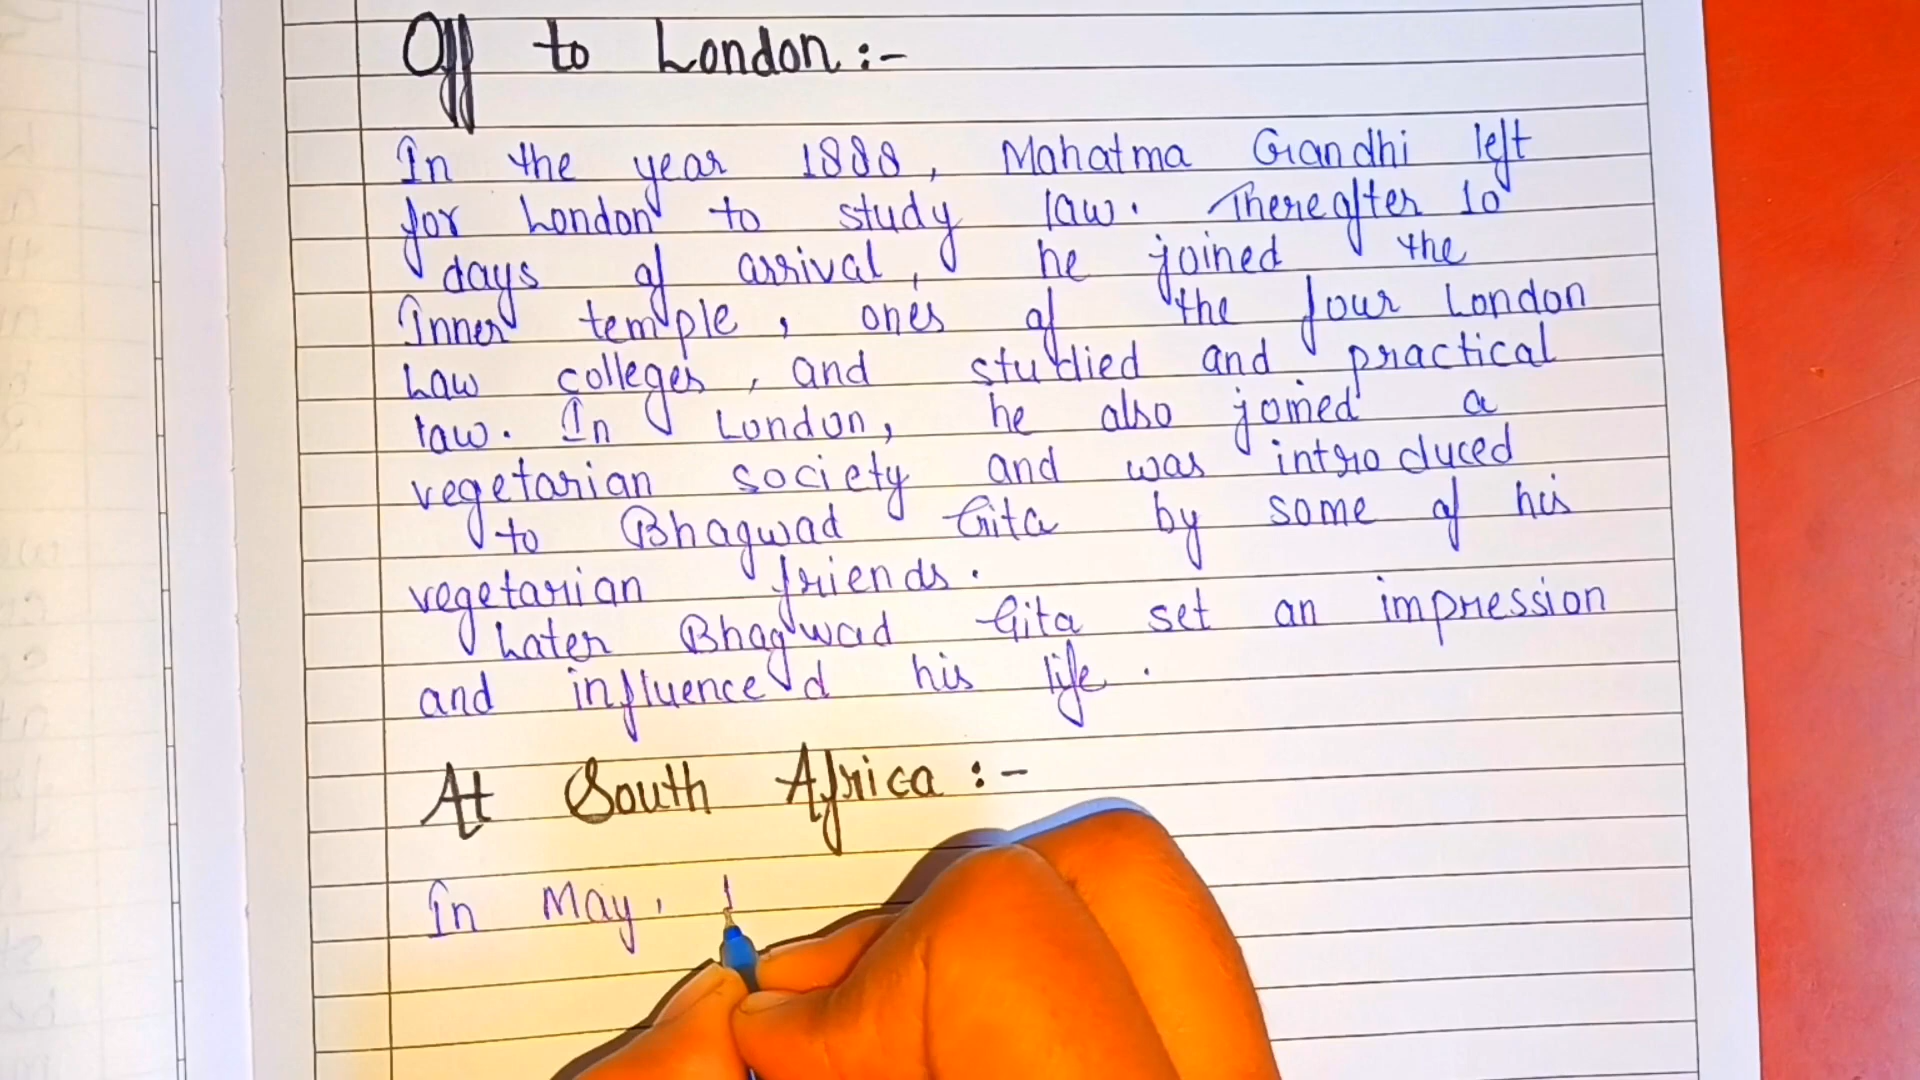 Off to London:-
In the year 1888, Mahatma Gandhi left
for London to study law. Thereafter 10
days of arrival, he joined the
Inner temple, ones of the four London
Law colleges, and studied and practical
law. In London, he also joined a
vegetarian society and was introduced
to Bhagwad Gita by some of his
vegetarian friends.
Later Bhagwad Gita set an impression
and influenced his life.
At South Africa:-
In May, 1